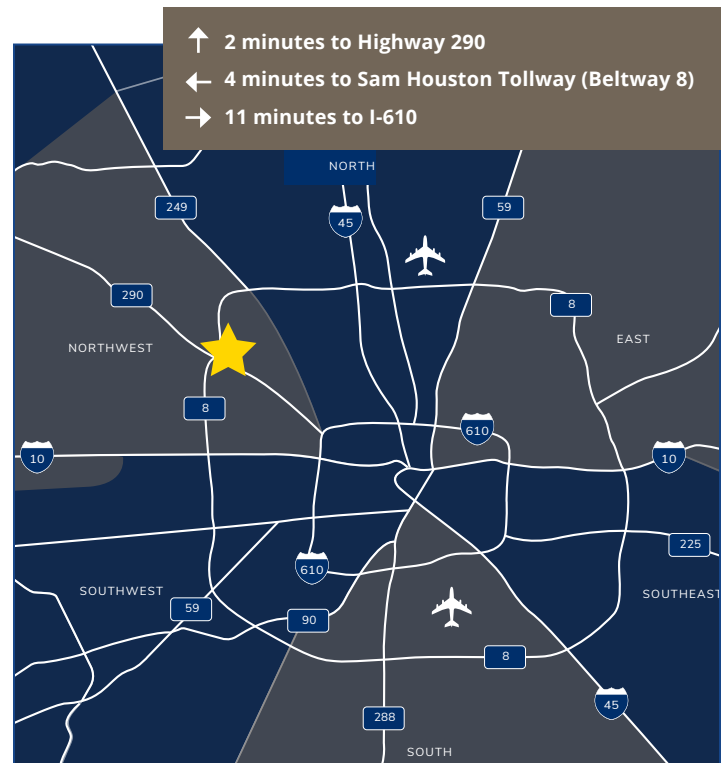 2 minutes to Highway 290
4 minutes to Sam Houston Tollway (Beltway 8)
11 minutes to I-610
NORTH
249
45
59
290
8
EAST
NORTHWEST
8
610
10
10
225
610
SOUTHWEST
59
SOUTHEAST
90
8
45
288
SOUTH